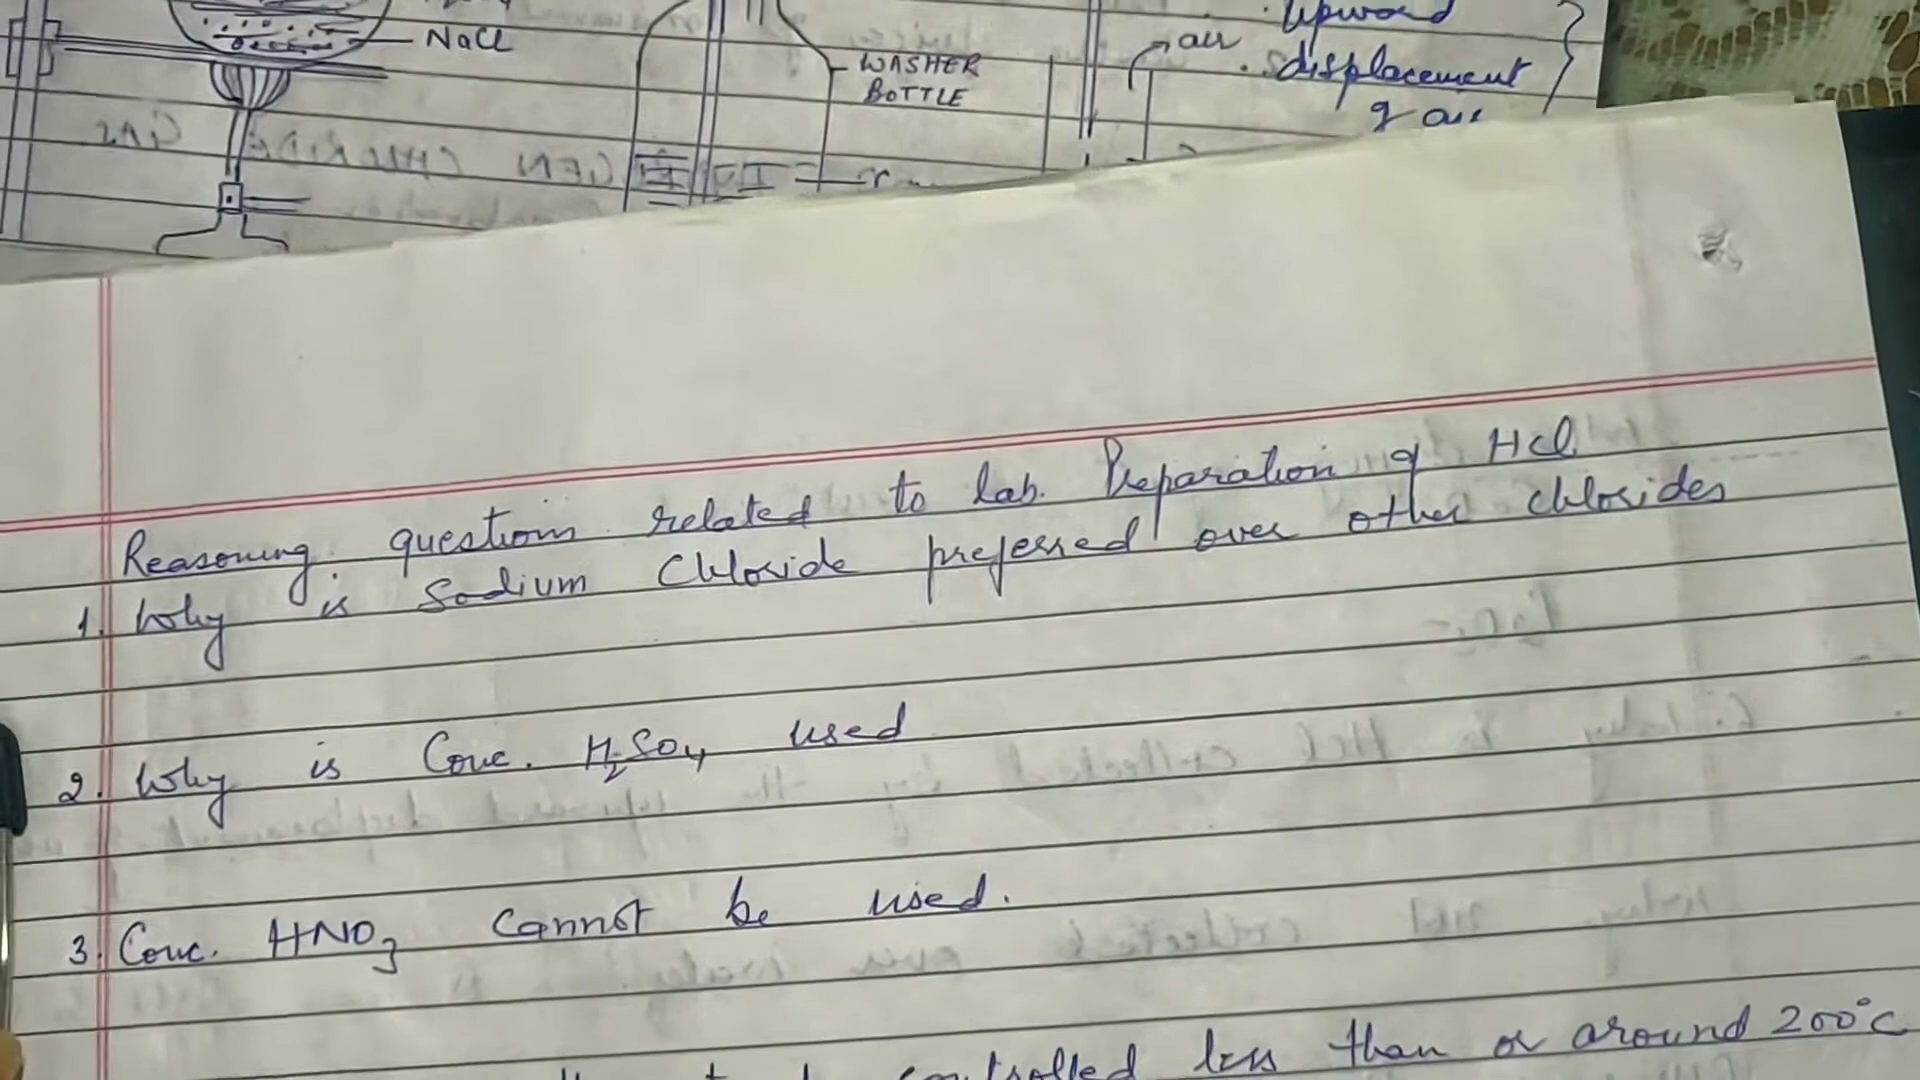 NaCl
WASHER
BOTTLE
air
Upward
displacement
of air
Reasoning questions related to lab. Preparation of HCl
1. Why is Sodium Chloride preferred over other chlorides
2. Why is Conc. H2SO4 used
3. Conc. HNO3 cannot be used.
controlled less than or around 200°C